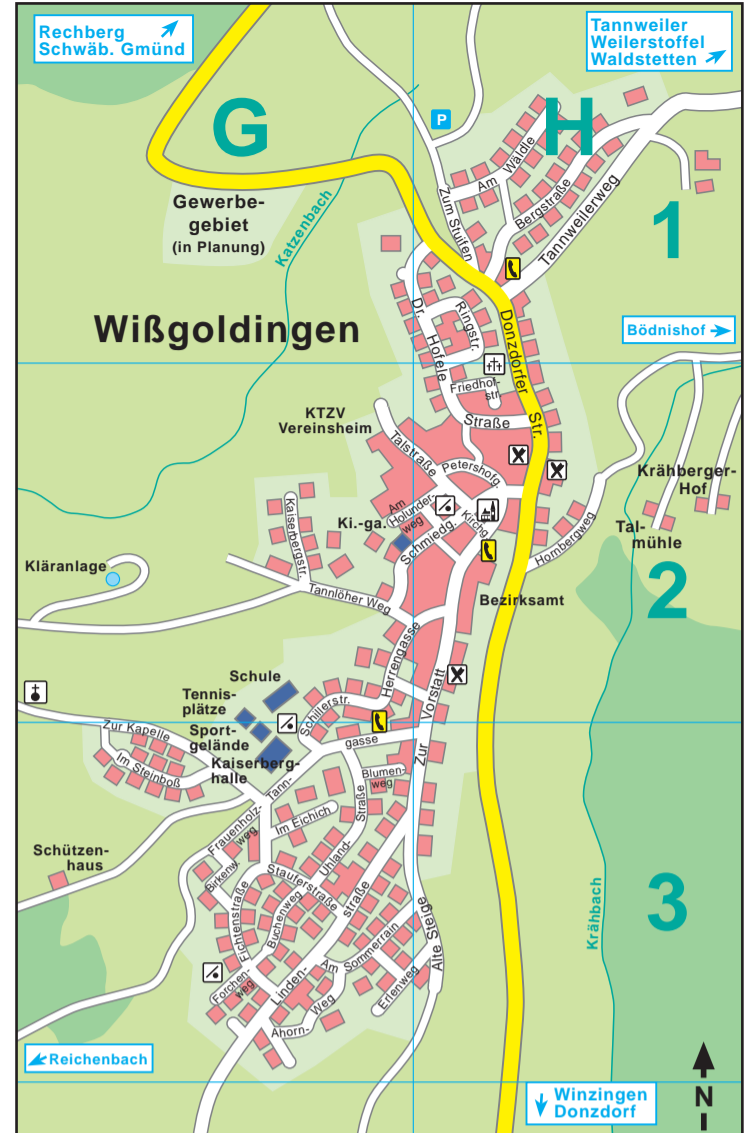 Rechberg
Schwäb. Gmünd
Tannweiler
Weilerstoffel
Waldstetten
P
G
H
Am Wäldle
Bergstraße
Zum Stuifen
Tannweilerweg
Gewerbe-
gebiet
(in Planung)
Katzenbach
1
Wißgoldingen
Bödnishof
Dr. Hofele
Ringstr.
Donzdorfer Str.
Friedhof-
str.
Straße
KTZV
Vereinsheim
Talstraße
Petershofg.
Krähberger-
Hof
Am
Holunder-
weg
Ki.-ga.
Kirchg.
Schmiedg.
Kaiserbergstr.
Tal-
mühle
Hornbergweg
Kläranlage
Tannlöher Weg
2
Bezirksamt
Herrengasse
Schule
Tennis-
plätze
Schillerstr.
Zur Vorstatt
Sport-
gelände
Zur Kapelle
Kaiserberg-
halle
Im Steinboß
Tann-
gasse
Blumen-
weg
Frauenholz-
weg
Im Eichich
Uhland-
Straße
Schützen-
haus
Birkenw.
Stauferstraße
Fichtenstraße
Buchenweg
3
Krähbach
Linden-
straße
Alte Steige
Am
Sommerrain
Forchen-
weg
Erlenweg
Ahorn-
Weg
Reichenbach
N
Winzingen
Donzdorf